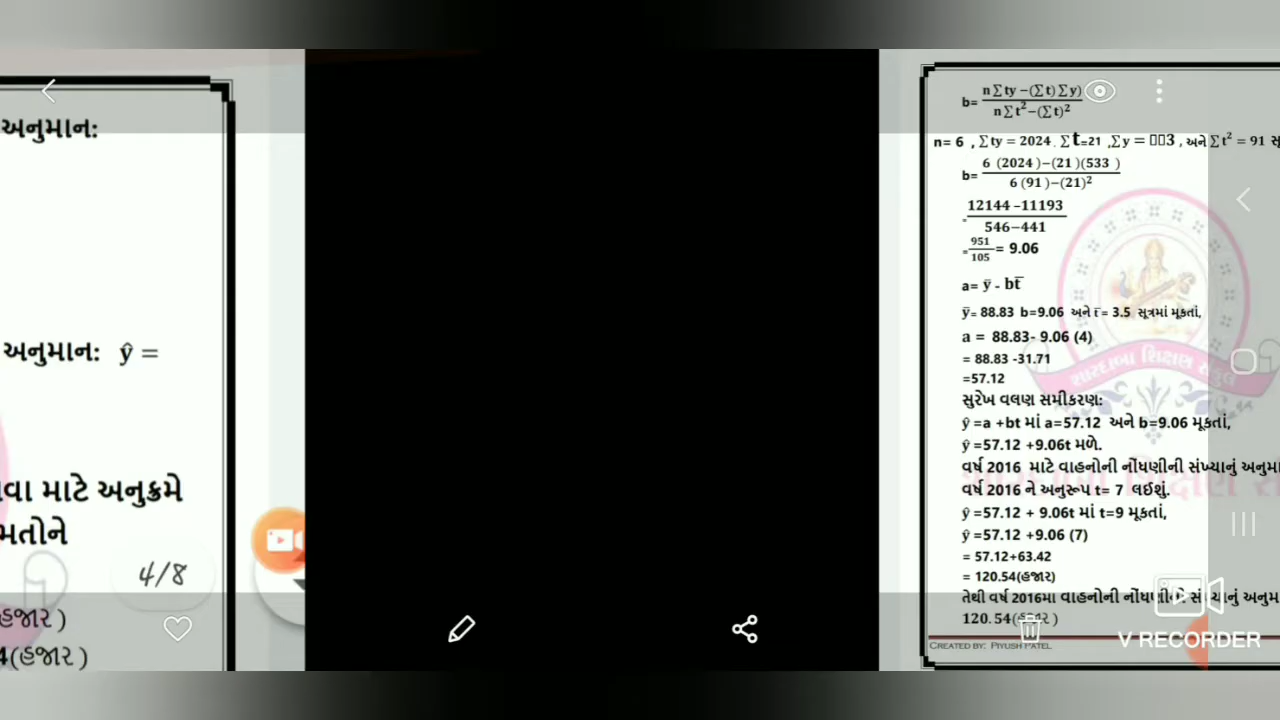 અનુમાન:
અનુમાન: ŷ =
વા માટે અનુક્રમે
મતોને
4/8
હજાર )
4(હજાર )
b= n∑ty −(∑t)∑y) / n∑t²−(∑t)²
n= 6 , ∑ty = 2024 . ∑t=21 ,∑y = □□3 , અને ∑t² = 91 સૂ
b= 6 (2024 )−(21 )(533 ) / 6 (91)−(21)²
= 12144 −11193 / 546−441
= 951/105 = 9.06
a= ȳ - bt̅
ȳ= 88.83 b=9.06 અને t̅ = 3.5 સૂત્રમાં મૂકતાં,
a = 88.83- 9.06 (4)
= 88.83 -31.71
=57.12
સુરેખ વલણ સમીકરણ:
ŷ =a +bt માં a=57.12 અને b=9.06 મૂકતાં,
ŷ =57.12 +9.06t મળે.
વર્ષ 2016 માટે વાહનોની નોંધણીની સંખ્યાનું અનુમા
વર્ષ 2016 ને અનુરૂપ t= 7 લઈશું.
ŷ =57.12 + 9.06t માં t=9 મૂકતાં,
ŷ =57.12 +9.06 (7)
= 57.12+63.42
= 120.54(હજાર)
તેથી વર્ષ 2016મા વાહનોની નોંધણીની સંખ્યાનું અનુમ
120.54(હજાર )
CREATED BY: PIYUSH PATEL
સારદાબા શિક્ષણ સંકુલ
V RECORDER